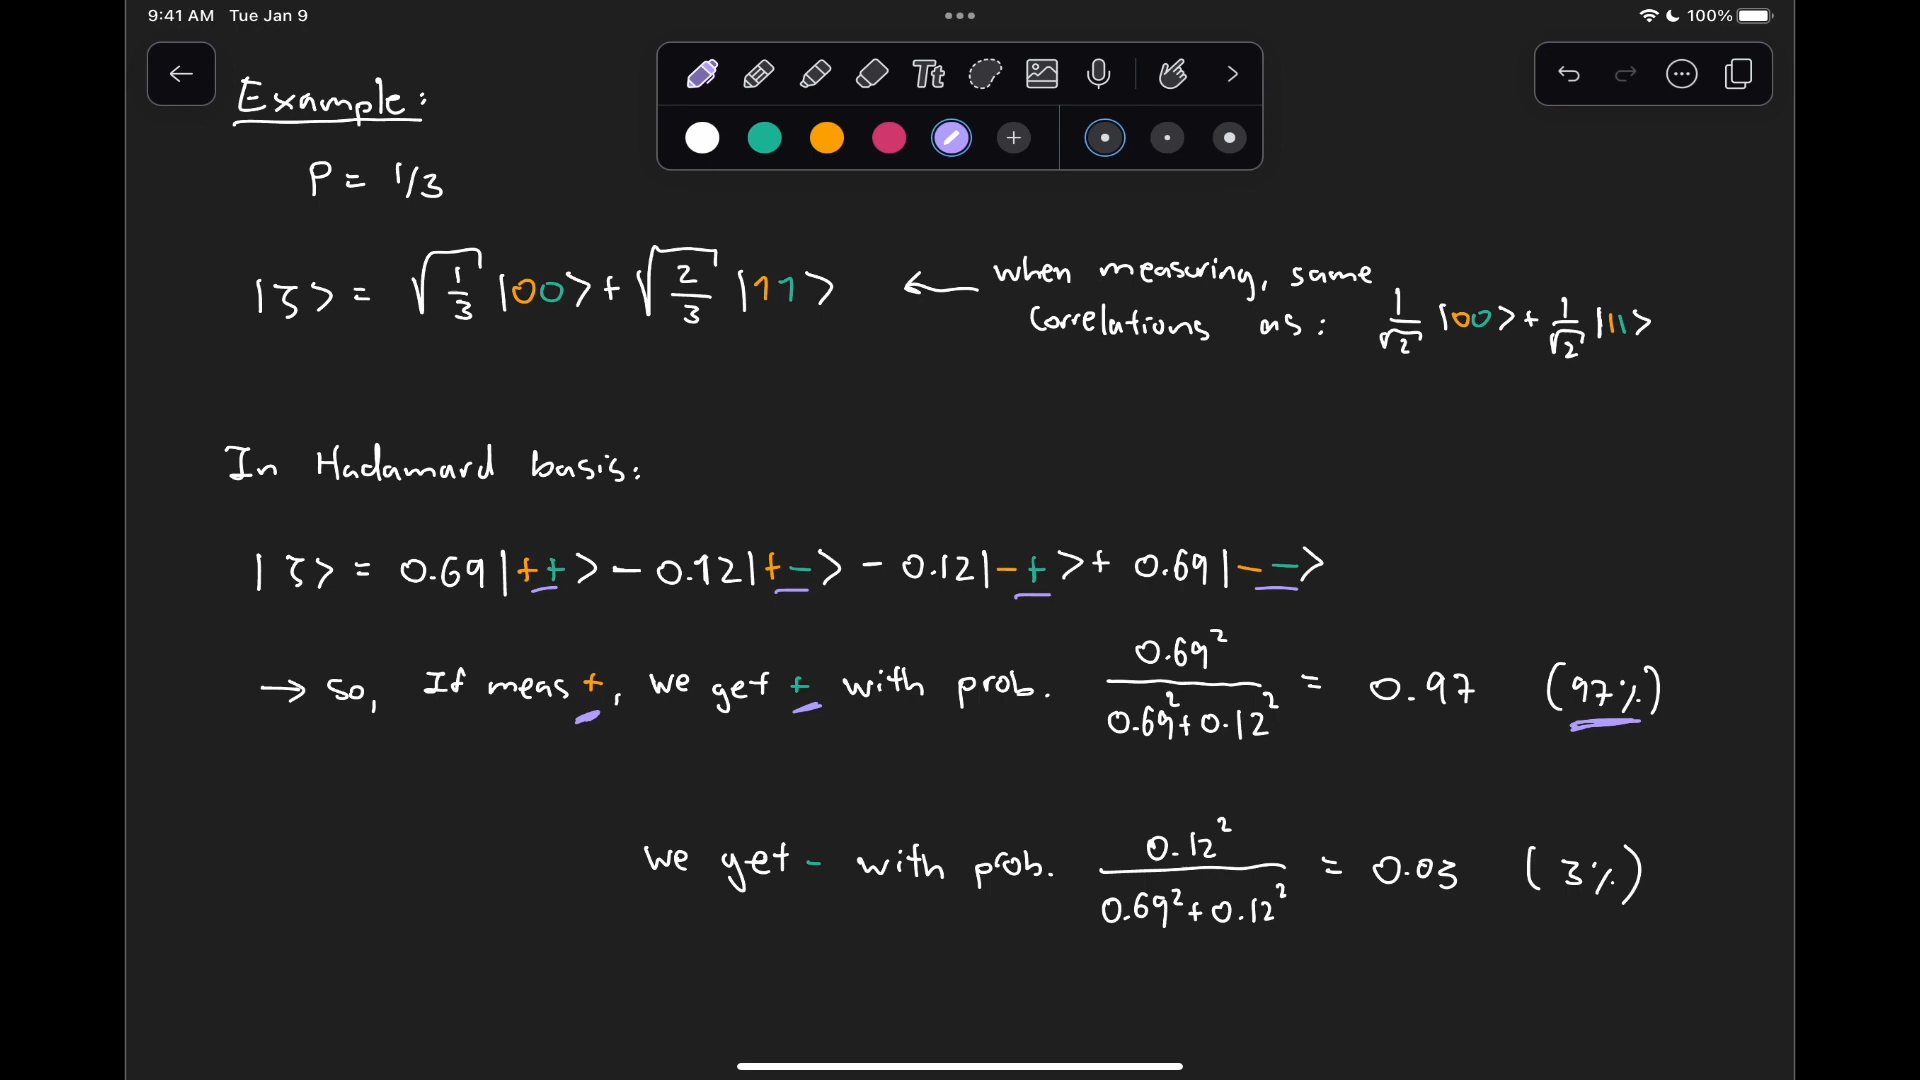 9:41 AM Tue Jan 9
100%
Tt
Example:
P = 1/3
|ζ> = √(1/3) |00> + √(2/3) |11>
← when measuring, same
correlations as: 1/√2 |00> + 1/√2 |11>
In Hadamard basis:
|ζ> = 0.69|++> − 0.12|+−> − 0.12|−+> + 0.69|−−>
→ so, If meas +, we get + with prob. 0.69²/(0.69²+0.12²) = 0.97 (97%)
we get - with prob. 0.12²/(0.69²+0.12²) = 0.03 (3%)